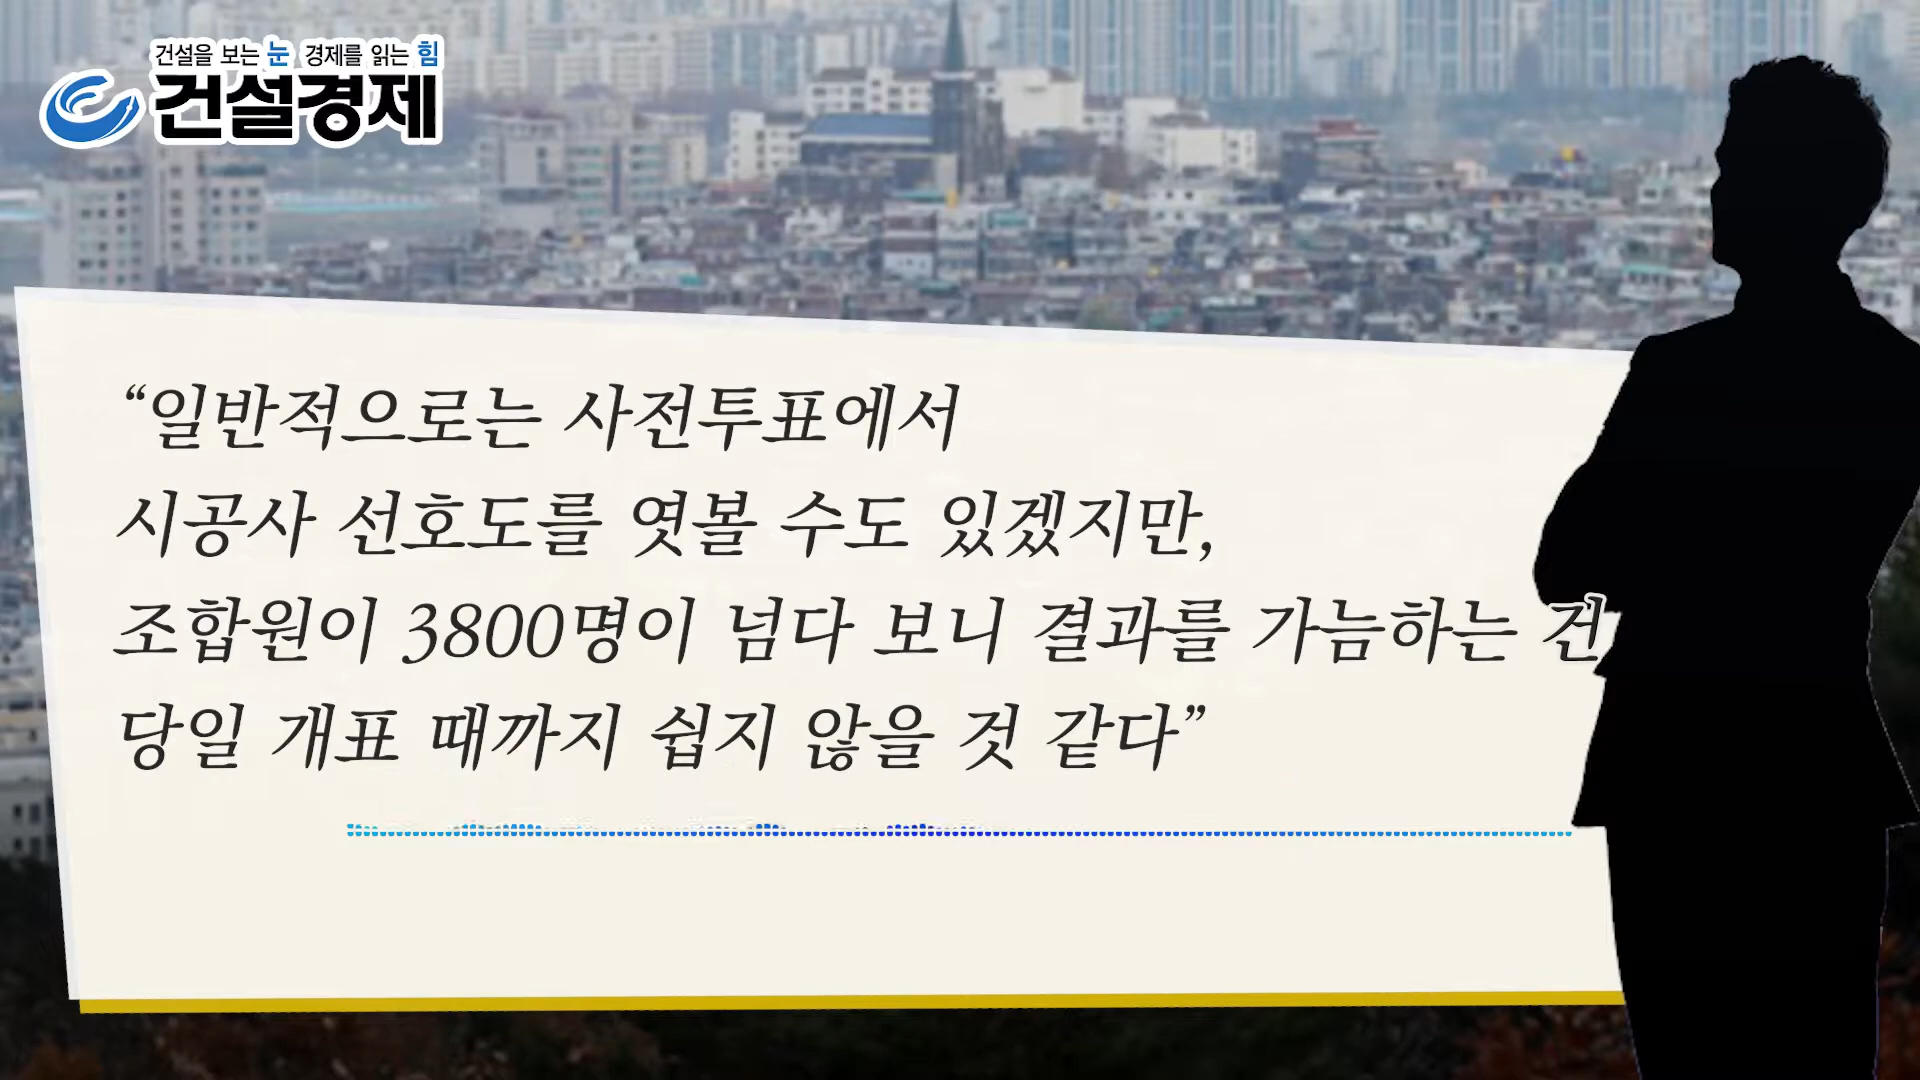 건설을 보는 눈 경제를 읽는 힘
건설경제
“일반적으로는 사전투표에서
시공사 선호도를 엿볼 수도 있겠지만,
조합원이 3800명이 넘다 보니 결과를 가늠하는 건
당일 개표 때까지 쉽지 않을 것 같다”